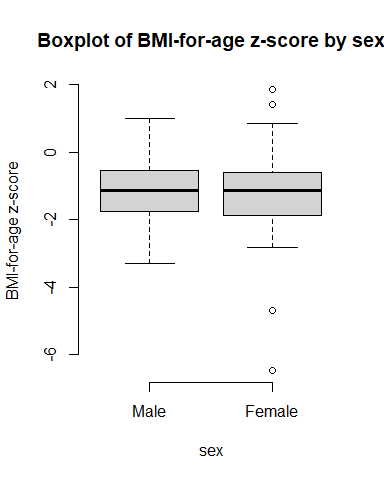 Boxplot of BMI-for-age z-score by sex
BMI-for-age z-score
2
0
-2
-4
-6
Male Female
sex